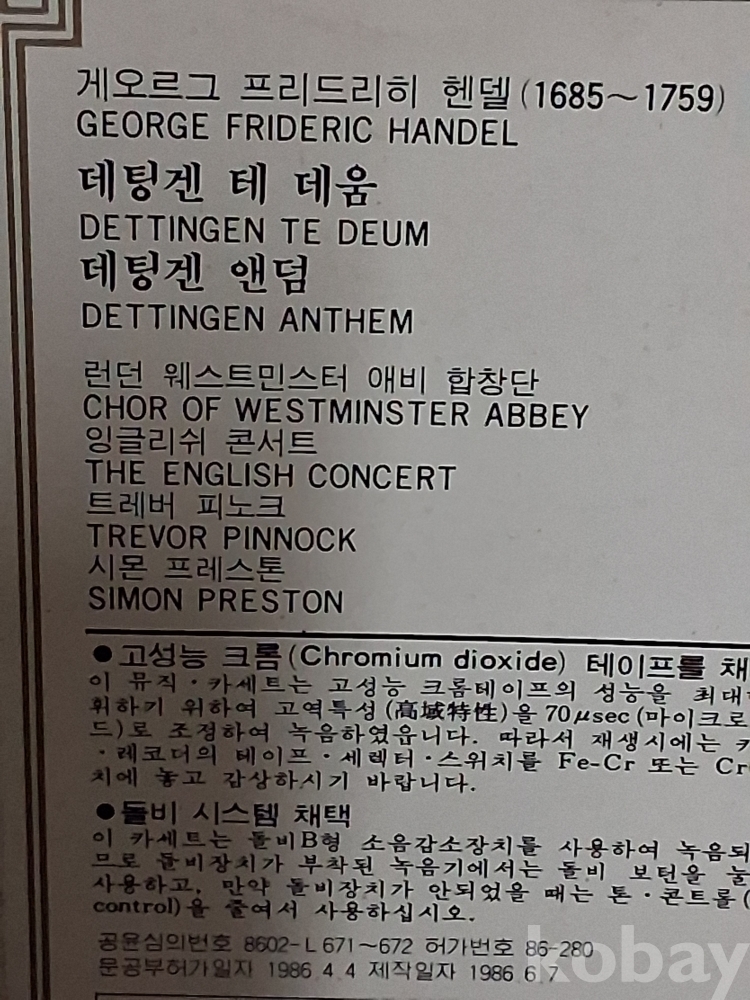 게오르그 프리드리히 헨델(1685~1759)
GEORGE FRIDERIC HANDEL
데팅겐 테 데움
DETTINGEN TE DEUM
데팅겐 앤덤
DETTINGEN ANTHEM
런던 웨스트민스터 애비 합창단
CHOR OF WESTMINSTER ABBEY
잉글리쉬 콘서트
THE ENGLISH CONCERT
트레버 피노크
TREVOR PINNOCK
시몬 프레스톤
SIMON PRESTON
●고성능 크롬(Chromium dioxide) 테이프를 채
이 뮤직·카세트는 고성능 크롬테이프의 성능을 최대
휘하기 위하여 고역특성(高域特性)을 70μsec(마이크로
드)로 조정하여 녹음하였읍니다. 따라서 재생시에는 카
·레코더의 테이프·세렉터·스위치를 Fe-Cr 또는 Cr
치에 놓고 감상하시기 바랍니다.
●돌비 시스템 채택
이 카세트는 돌비B형 소음감소장치를 사용하여 녹음되
므로 돌비장치가 부착된 녹음기에서는 돌비 보턴을 눌
사용하고, 만약 돌비장치가 안되었을 때는 톤·콘트롤(
control)을 줄여서 사용하십시오.
공윤심의번호 8602-L671~672 허가번호 86-280
문공부허가일자 1986.4.4 제작일자 1986.6.7
kobay